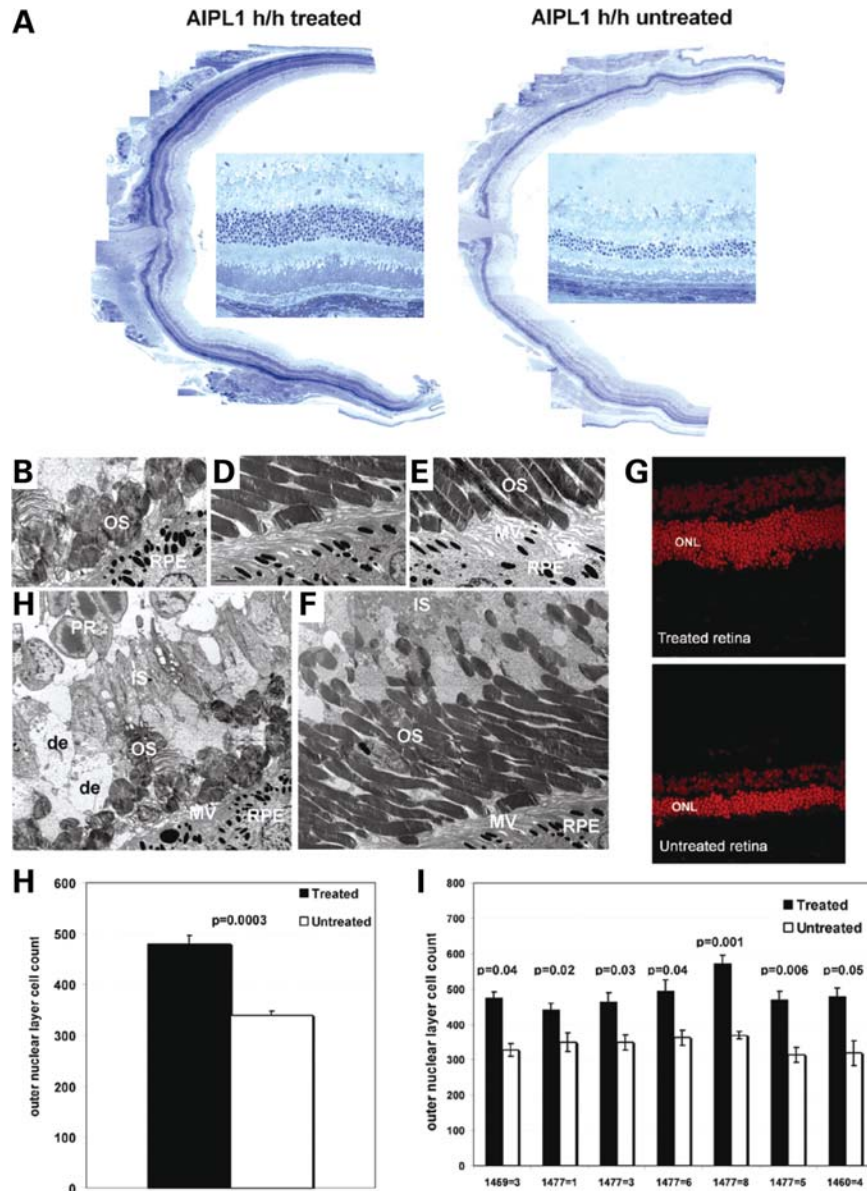 A
AIPL1 h/h treated
AIPL1 h/h untreated
B
OS
RPE
D
E
OS
MV
RPE
G
ONL
Treated retina
H
PR
IS
de
OS
de
MV
RPE
F
IS
OS
MV
RPE
ONL
Untreated retina
H
outer nuclear layer cell count
600
500
400
300
200
100
0
p=0.0003
Treated
Untreated
I
outer nuclear layer cell count
800
700
600
500
400
300
200
100
0
Treated
Untreated
p=0.04
p=0.02
p=0.03
p=0.04
p=0.001
p=0.006
p=0.05
1469=3
1477=1
1477=3
1477=6
1477=8
1477=5
1460=4